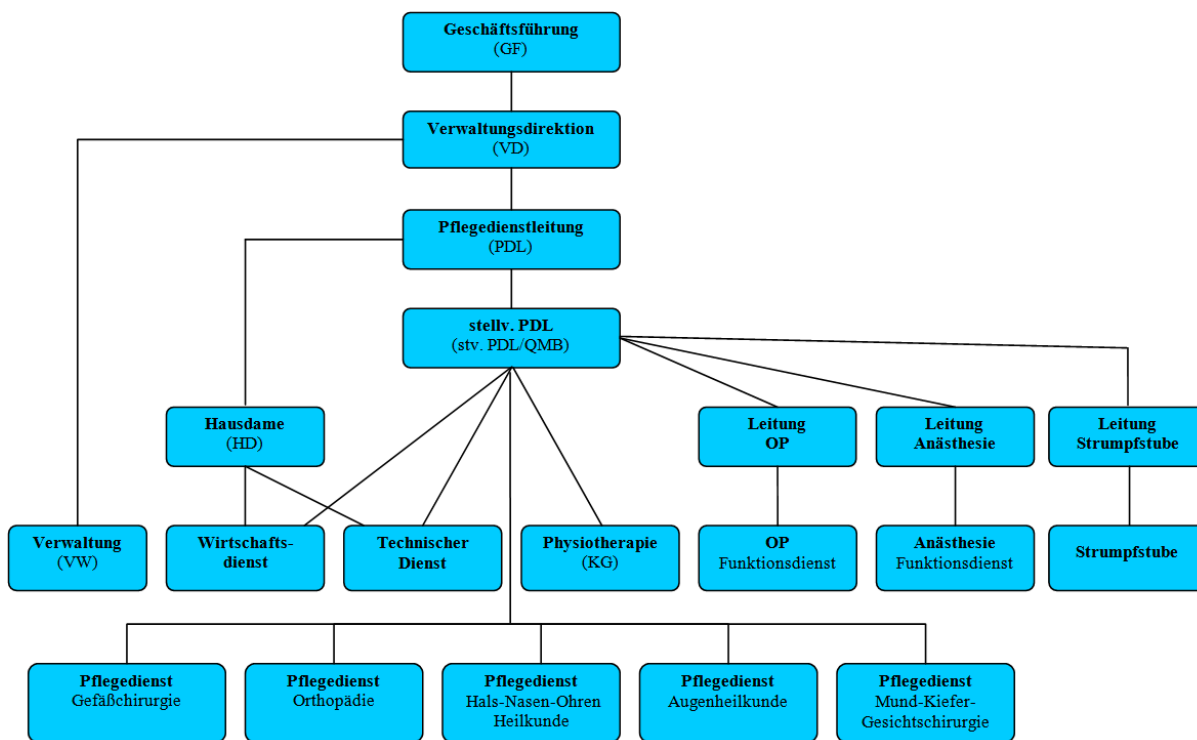 Geschäftsführung
(GF)
Verwaltungsdirektion
(VD)
Pflegedienstleitung
(PDL)
stellv. PDL
(stv. PDL/QMB)
Hausdame
(HD)
Leitung
OP
Leitung
Anästhesie
Leitung
Strumpfstube
Verwaltung
(VW)
Wirtschafts-
dienst
Technischer
Dienst
Physiotherapie
(KG)
OP
Funktionsdienst
Anästhesie
Funktionsdienst
Strumpfstube
Pflegedienst
Gefäßchirurgie
Pflegedienst
Orthopädie
Pflegedienst
Hals-Nasen-Ohren
Heilkunde
Pflegedienst
Augenheilkunde
Pflegedienst
Mund-Kiefer-
Gesichtschirurgie